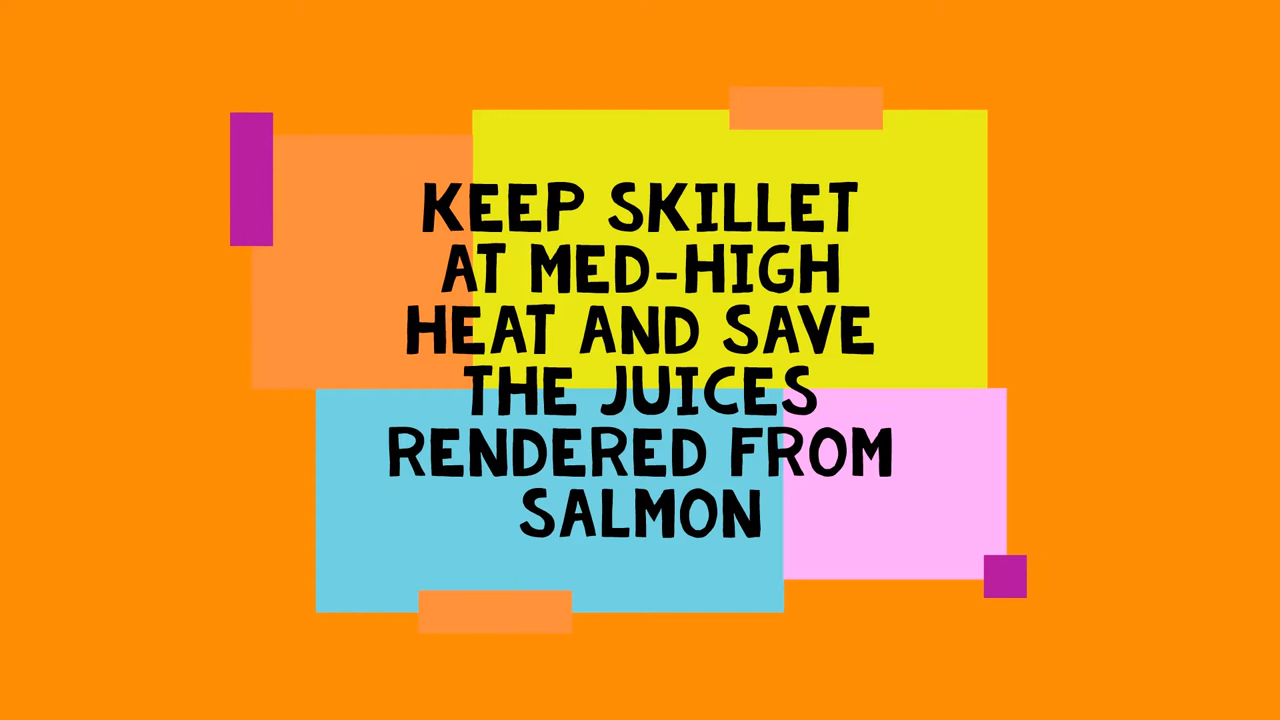 KEEP SKILLET
AT MED-HIGH
HEAT AND SAVE
THE JUICES
RENDERED FROM
SALMON